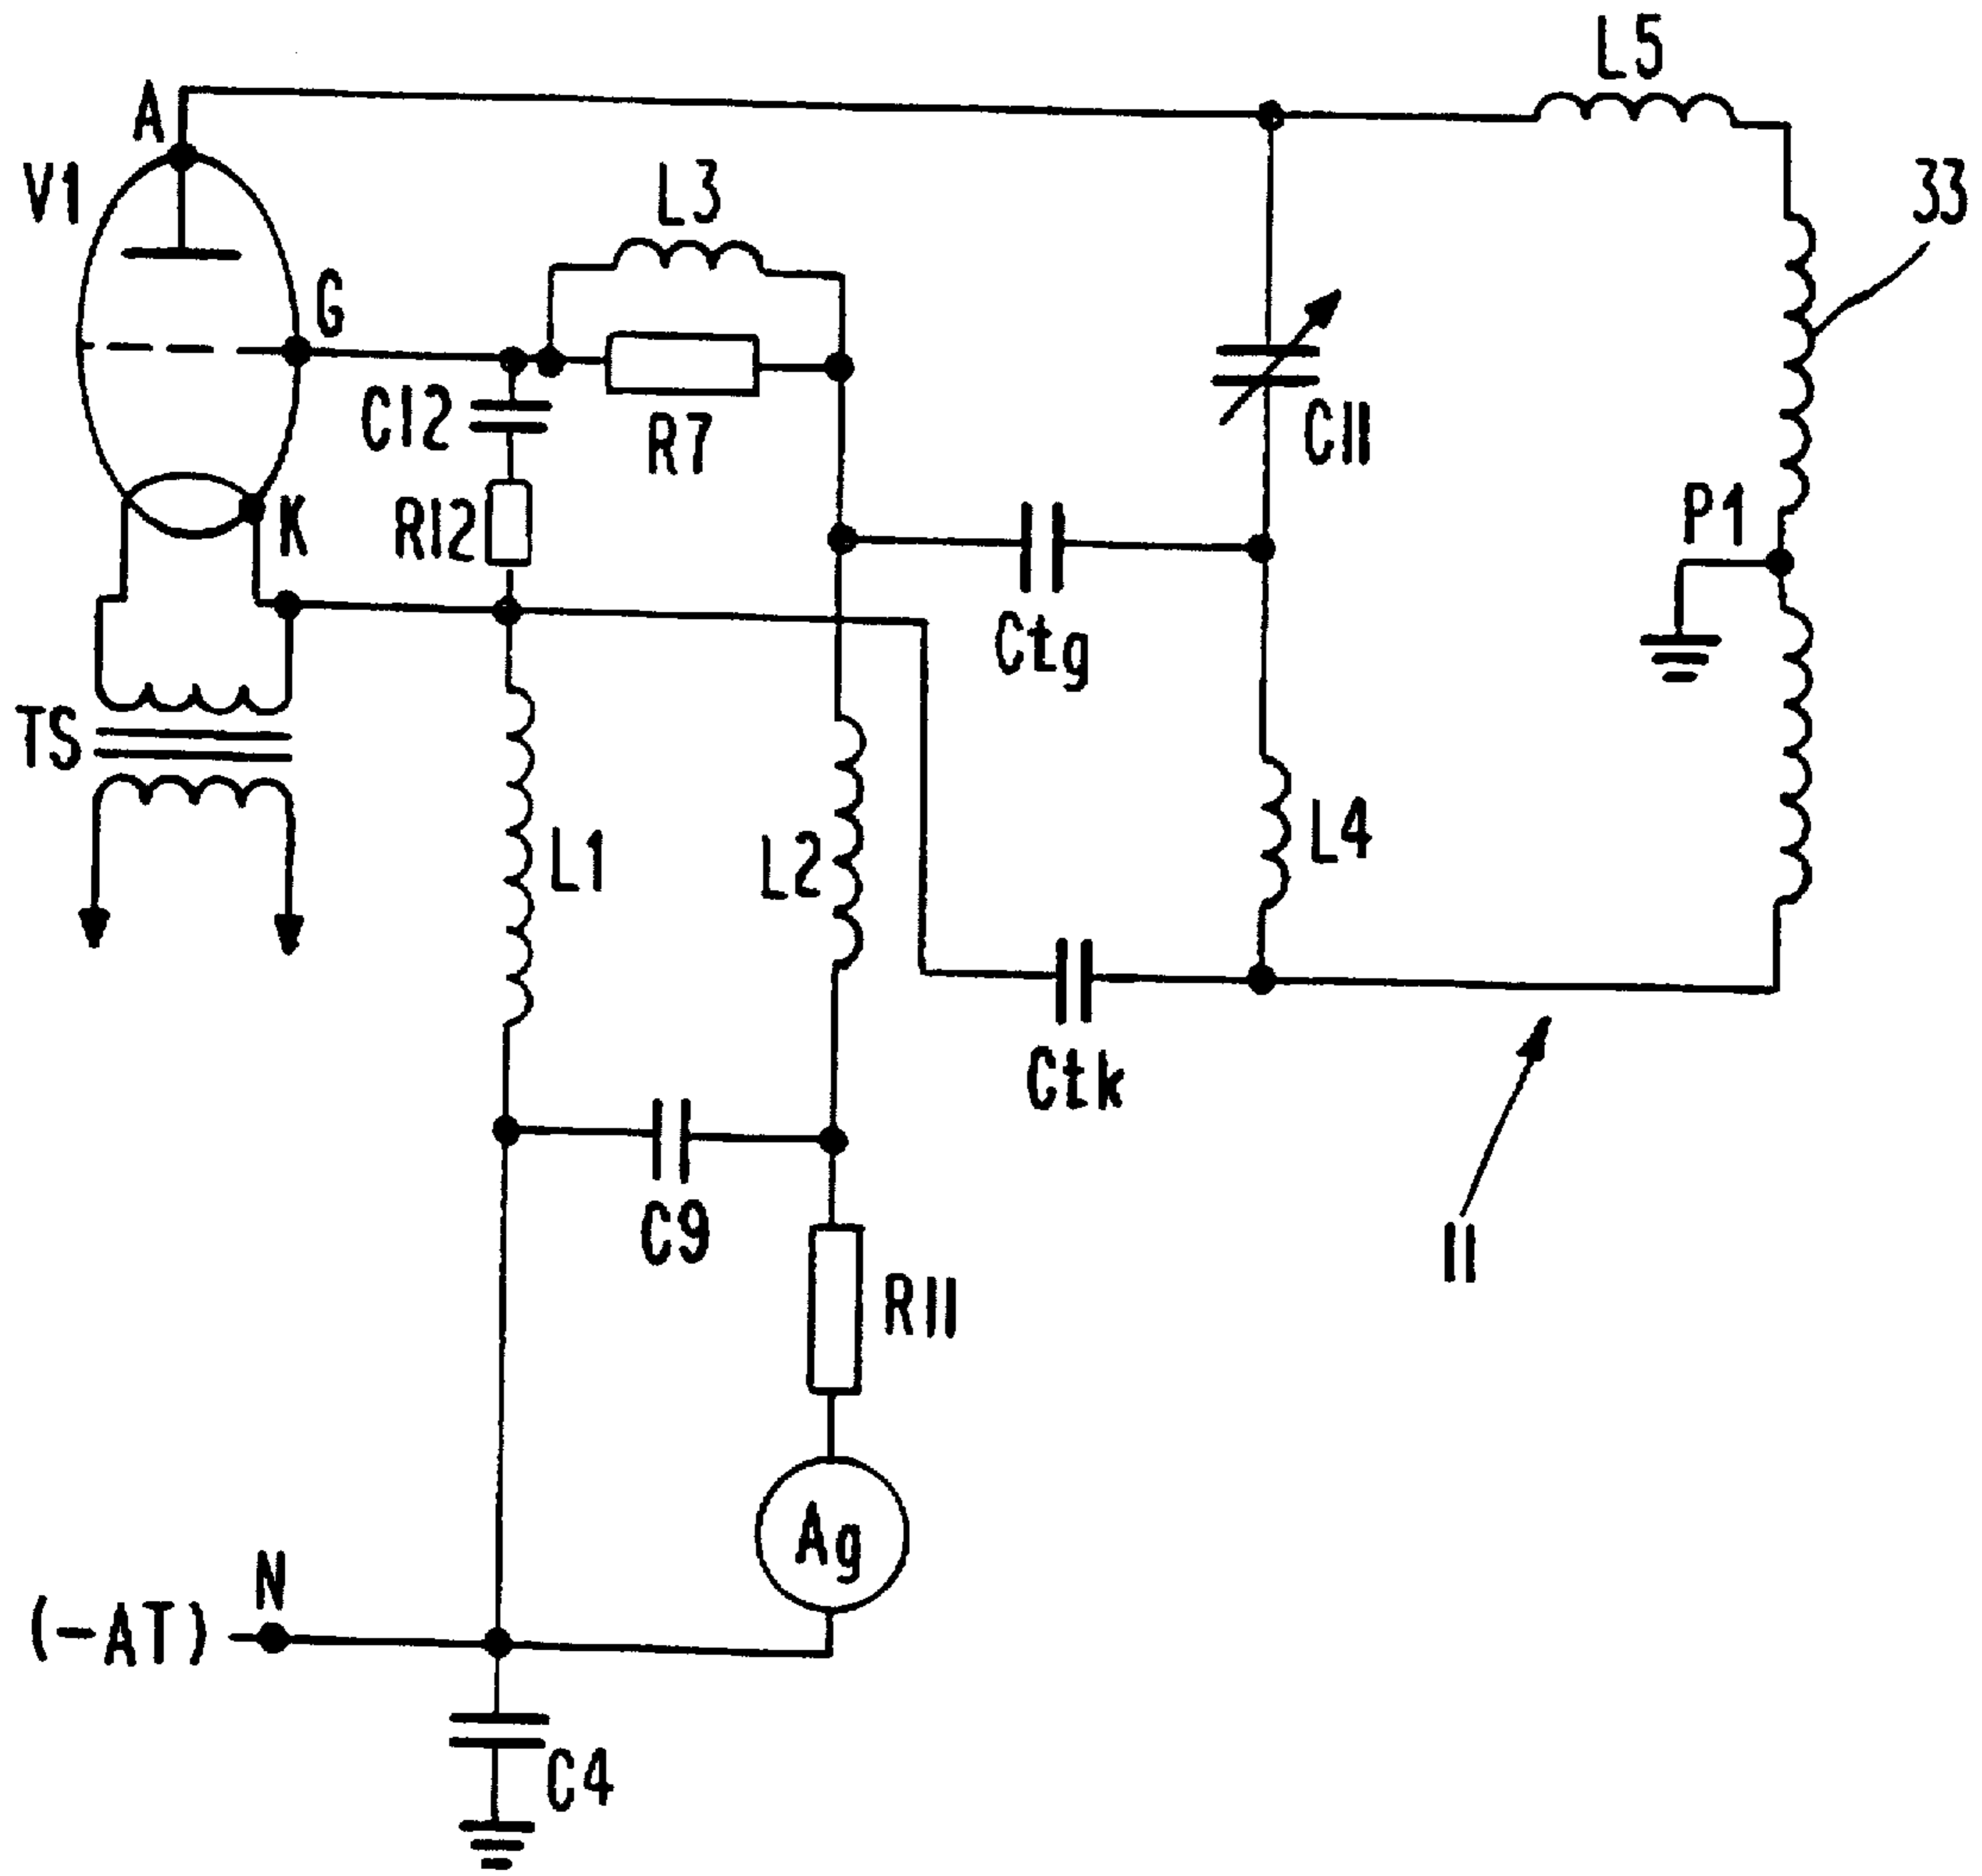 L5
A
V1
L3
33
G
C12
R7
C11
R12
K
P1
Ctg
TS
L1
L2
L4
Ctk
C9
11
R11
Ag
N
(-AT)
C4